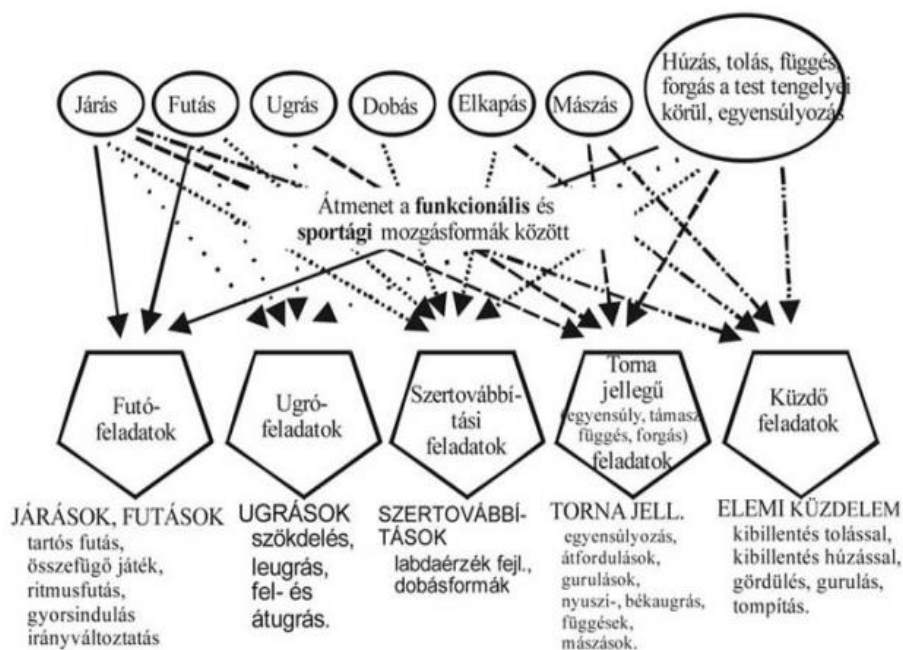 Járás
Futás
Ugrás
Dobás
Elkapás
Mászás
Húzás, tolás, függés,
forgás a test tengelyei
körül, egyensúlyozás
Átmenet a funkcionális és
sportági mozgásformák között
Futó-
feladatok
Ugró-
feladatok
Szertovábbí-
tási
feladatok
Torna
jellegű
(egyensúly, támasz,
függés, forgás)
feladatok
Küzdő
feladatok
JÁRÁSOK, FUTÁSOK
tartós futás,
összefügő játék,
ritmusfutás,
gyorsindulás
irányváltoztatás
UGRÁSOK
szökdelés,
leugrás,
fel- és
átugrás.
SZERTOVÁBBÍ-
TÁSOK
labdaérzék fejl.,
dobásformák
TORNA JELL.
egyensúlyozás,
átfordulások,
gurulások,
nyuszi-, békaugrás,
függések,
mászások.
ELEMI KÜZDELEM
kibillentés tolással,
kibillentés húzással,
gördülés, gurulás,
tompítás.